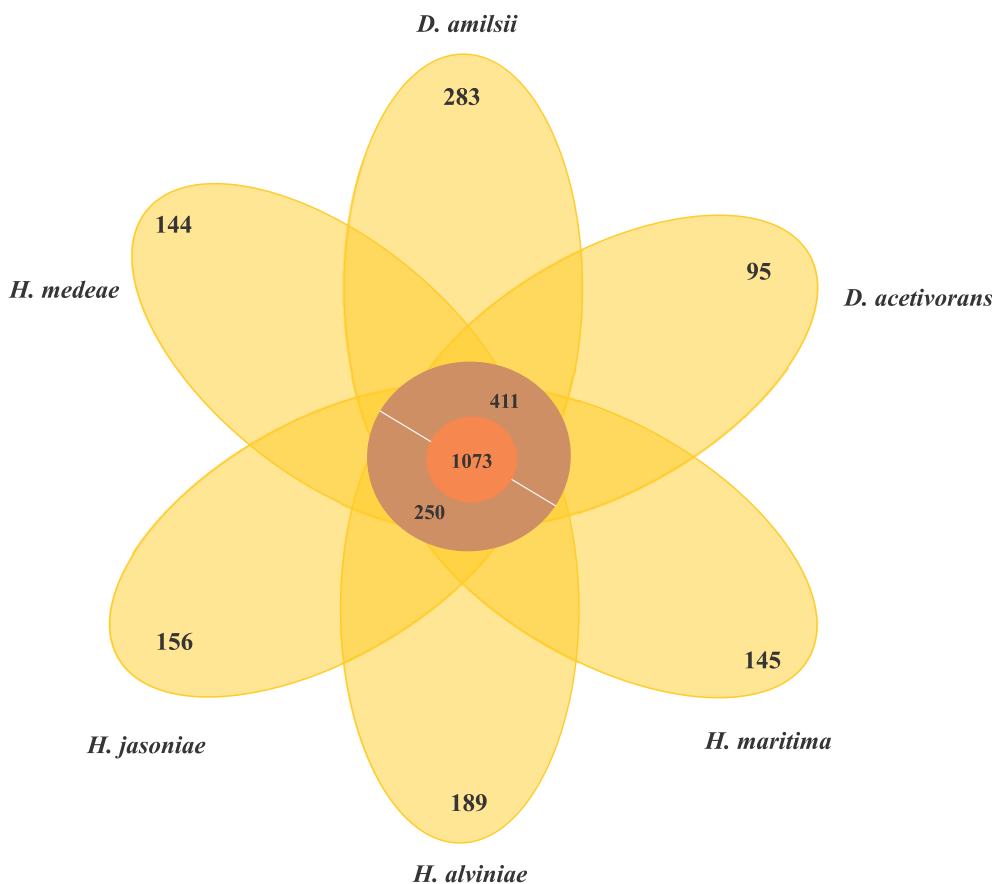 D. amilsii
283
144
95
H. medeae
D. acetivorans
411
1073
250
156
145
H. jasoniae
H. maritima
189
H. alviniae